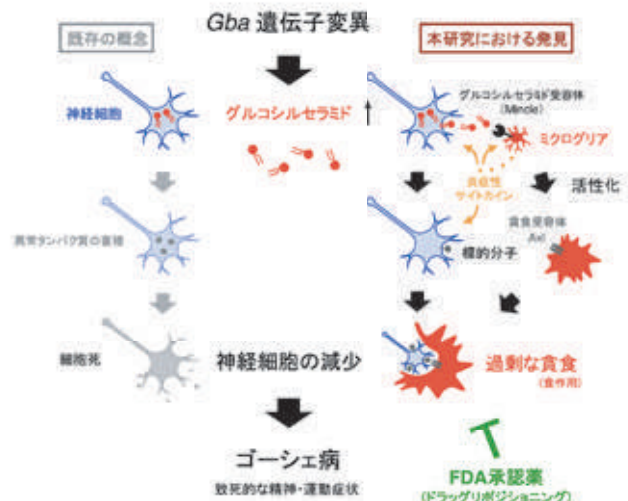 Gba 遺伝子変異
既存の概念
本研究における発見
神経細胞
グルコシルセラミド ↑
グルコシルセラミド受容体
(Mincle)
ミクログリア
炎症性
サイトカイン
活性化
異常タンパク質の蓄積
標的分子
貪食受容体
Axl
細胞死
神経細胞の減少
過剰な貪食
(食作用)
ゴーシェ病
致死的な精神・運動症状
FDA承認薬
(ドラッグリポジショニング)